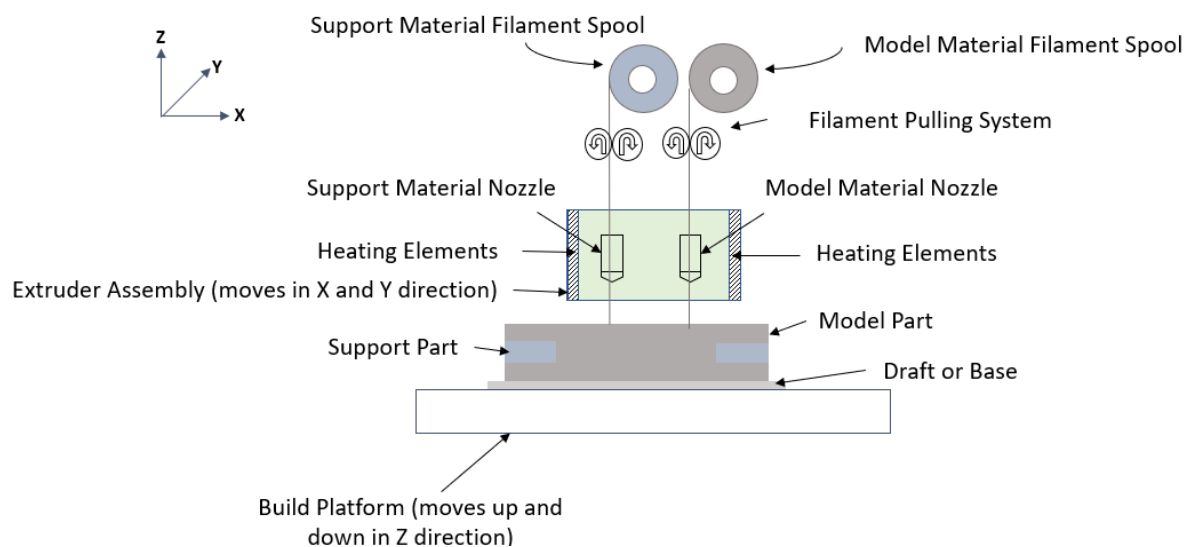 Support Material Filament Spool
Z
Model Material Filament Spool
Y
X
Filament Pulling System
Support Material Nozzle
Model Material Nozzle
Heating Elements
Heating Elements
Extruder Assembly (moves in X and Y direction)
Model Part
Support Part
Draft or Base
Build Platform (moves up and
down in Z direction)